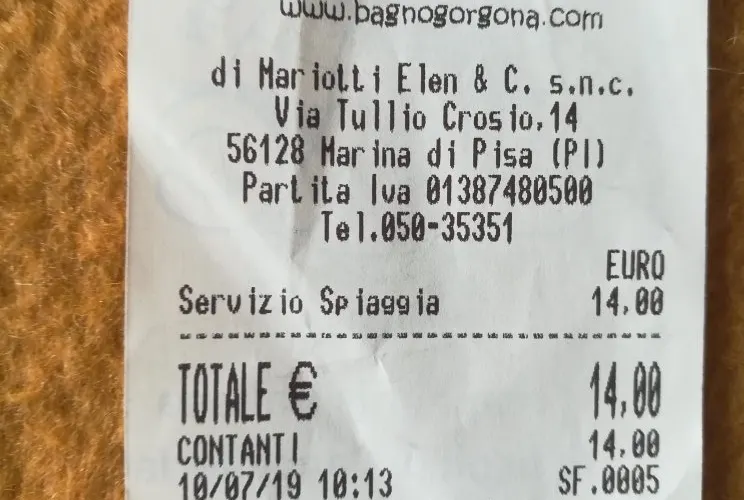 www.bagnogorgona.com
di Mariotti Elen & C. s.n.c.
Via Tullio Crosio,14
56128 Marina di Pisa (PI)
Partita Iva 01387480500
Tel.050-35351
EURO
Servizio Spiaggia 14,00
TOTALE € 14,00
CONTANTI 14,00
10/07/19 10:13 SF.0005